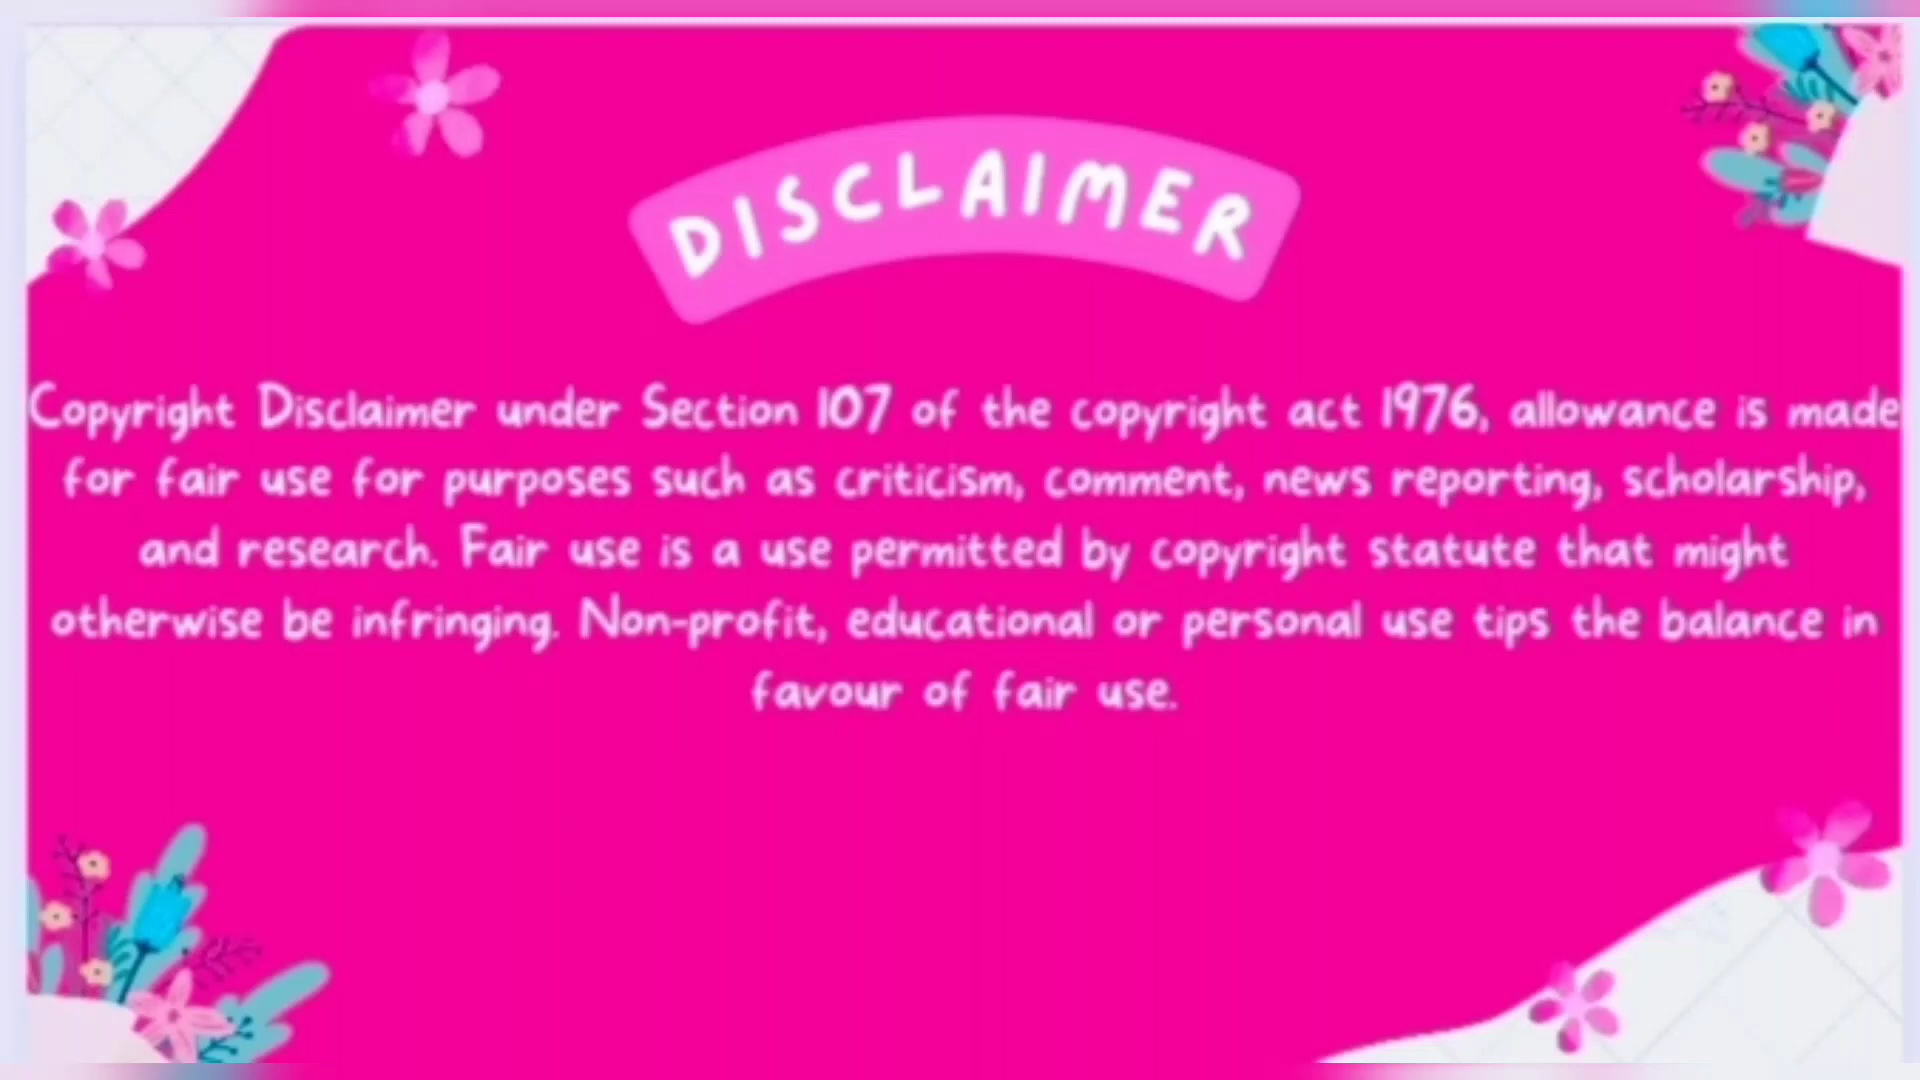 DISCLAIMER
Copyright Disclaimer under Section 107 of the copyright act 1976, allowance is made
for fair use for purposes such as criticism, comment, news reporting, scholarship,
and research. Fair use is a use permitted by copyright statute that might
otherwise be infringing. Non-profit, educational or personal use tips the balance in
favour of fair use.